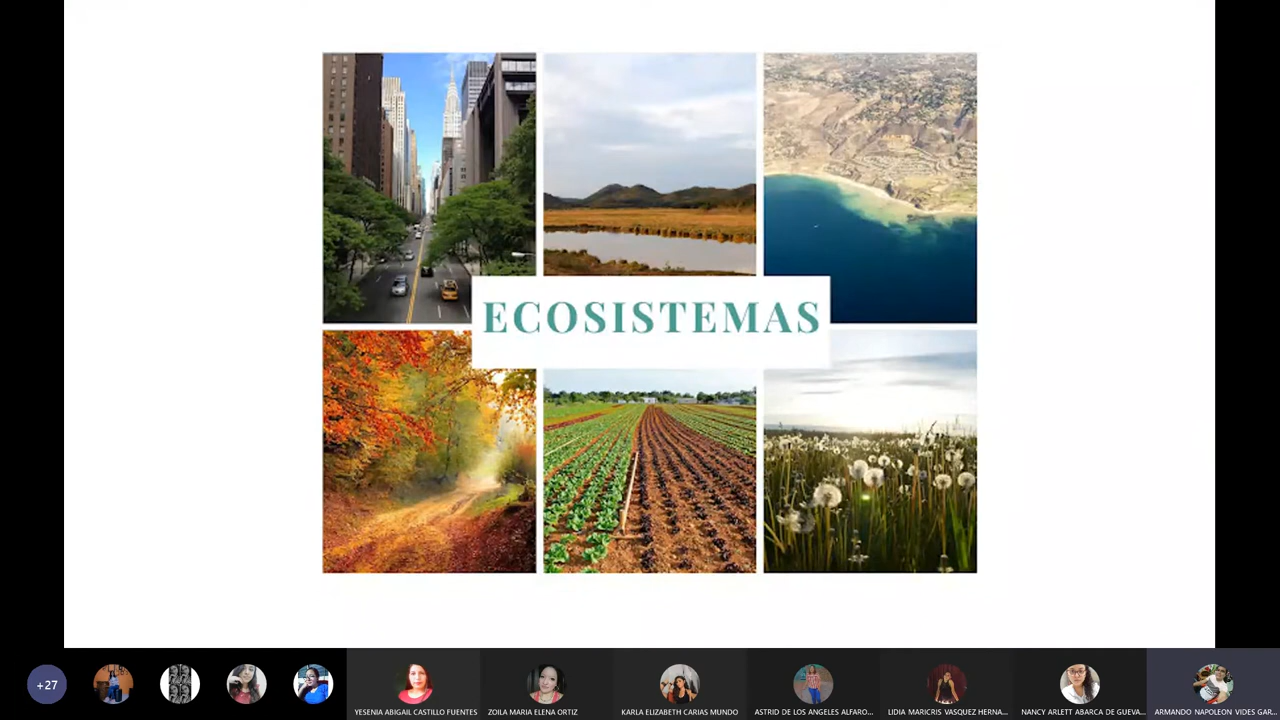 ECOSISTEMAS
+27
YESENIA ABIGAIL CASTILLO FUENTES
ZOILA MARIA ELENA ORTIZ
KARLA ELIZABETH CARIAS MUNDO
ASTRID DE LOS ANGELES ALFARO...
LIDIA MARICRIS VASQUEZ HERNA...
NANCY ARLETT ABARCA DE GUEVA...
ARMANDO NAPOLEON VIDES GAR...